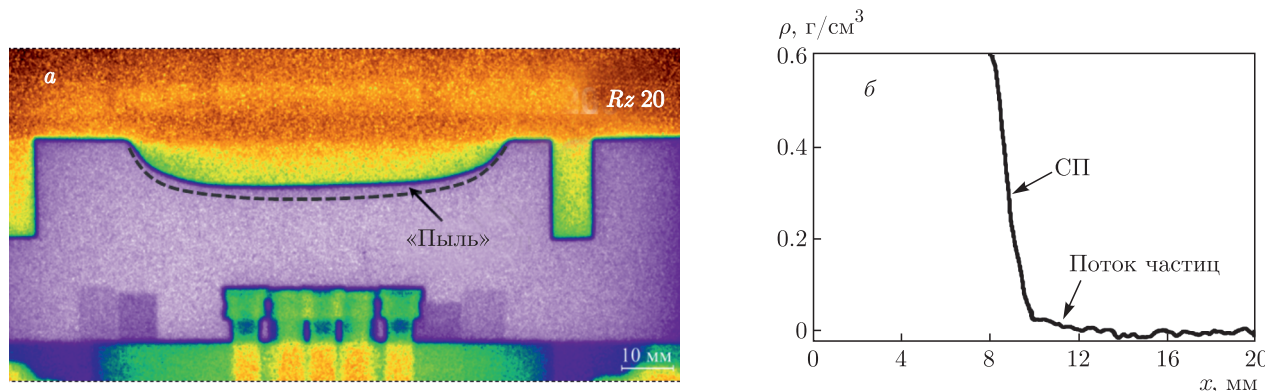 а
Rz 20
«Пыль»
10 мм
ρ, г/см³
0.6
б
0.4
СП
0.2
Поток частиц
0
0 4 8 12 16 20
x, мм